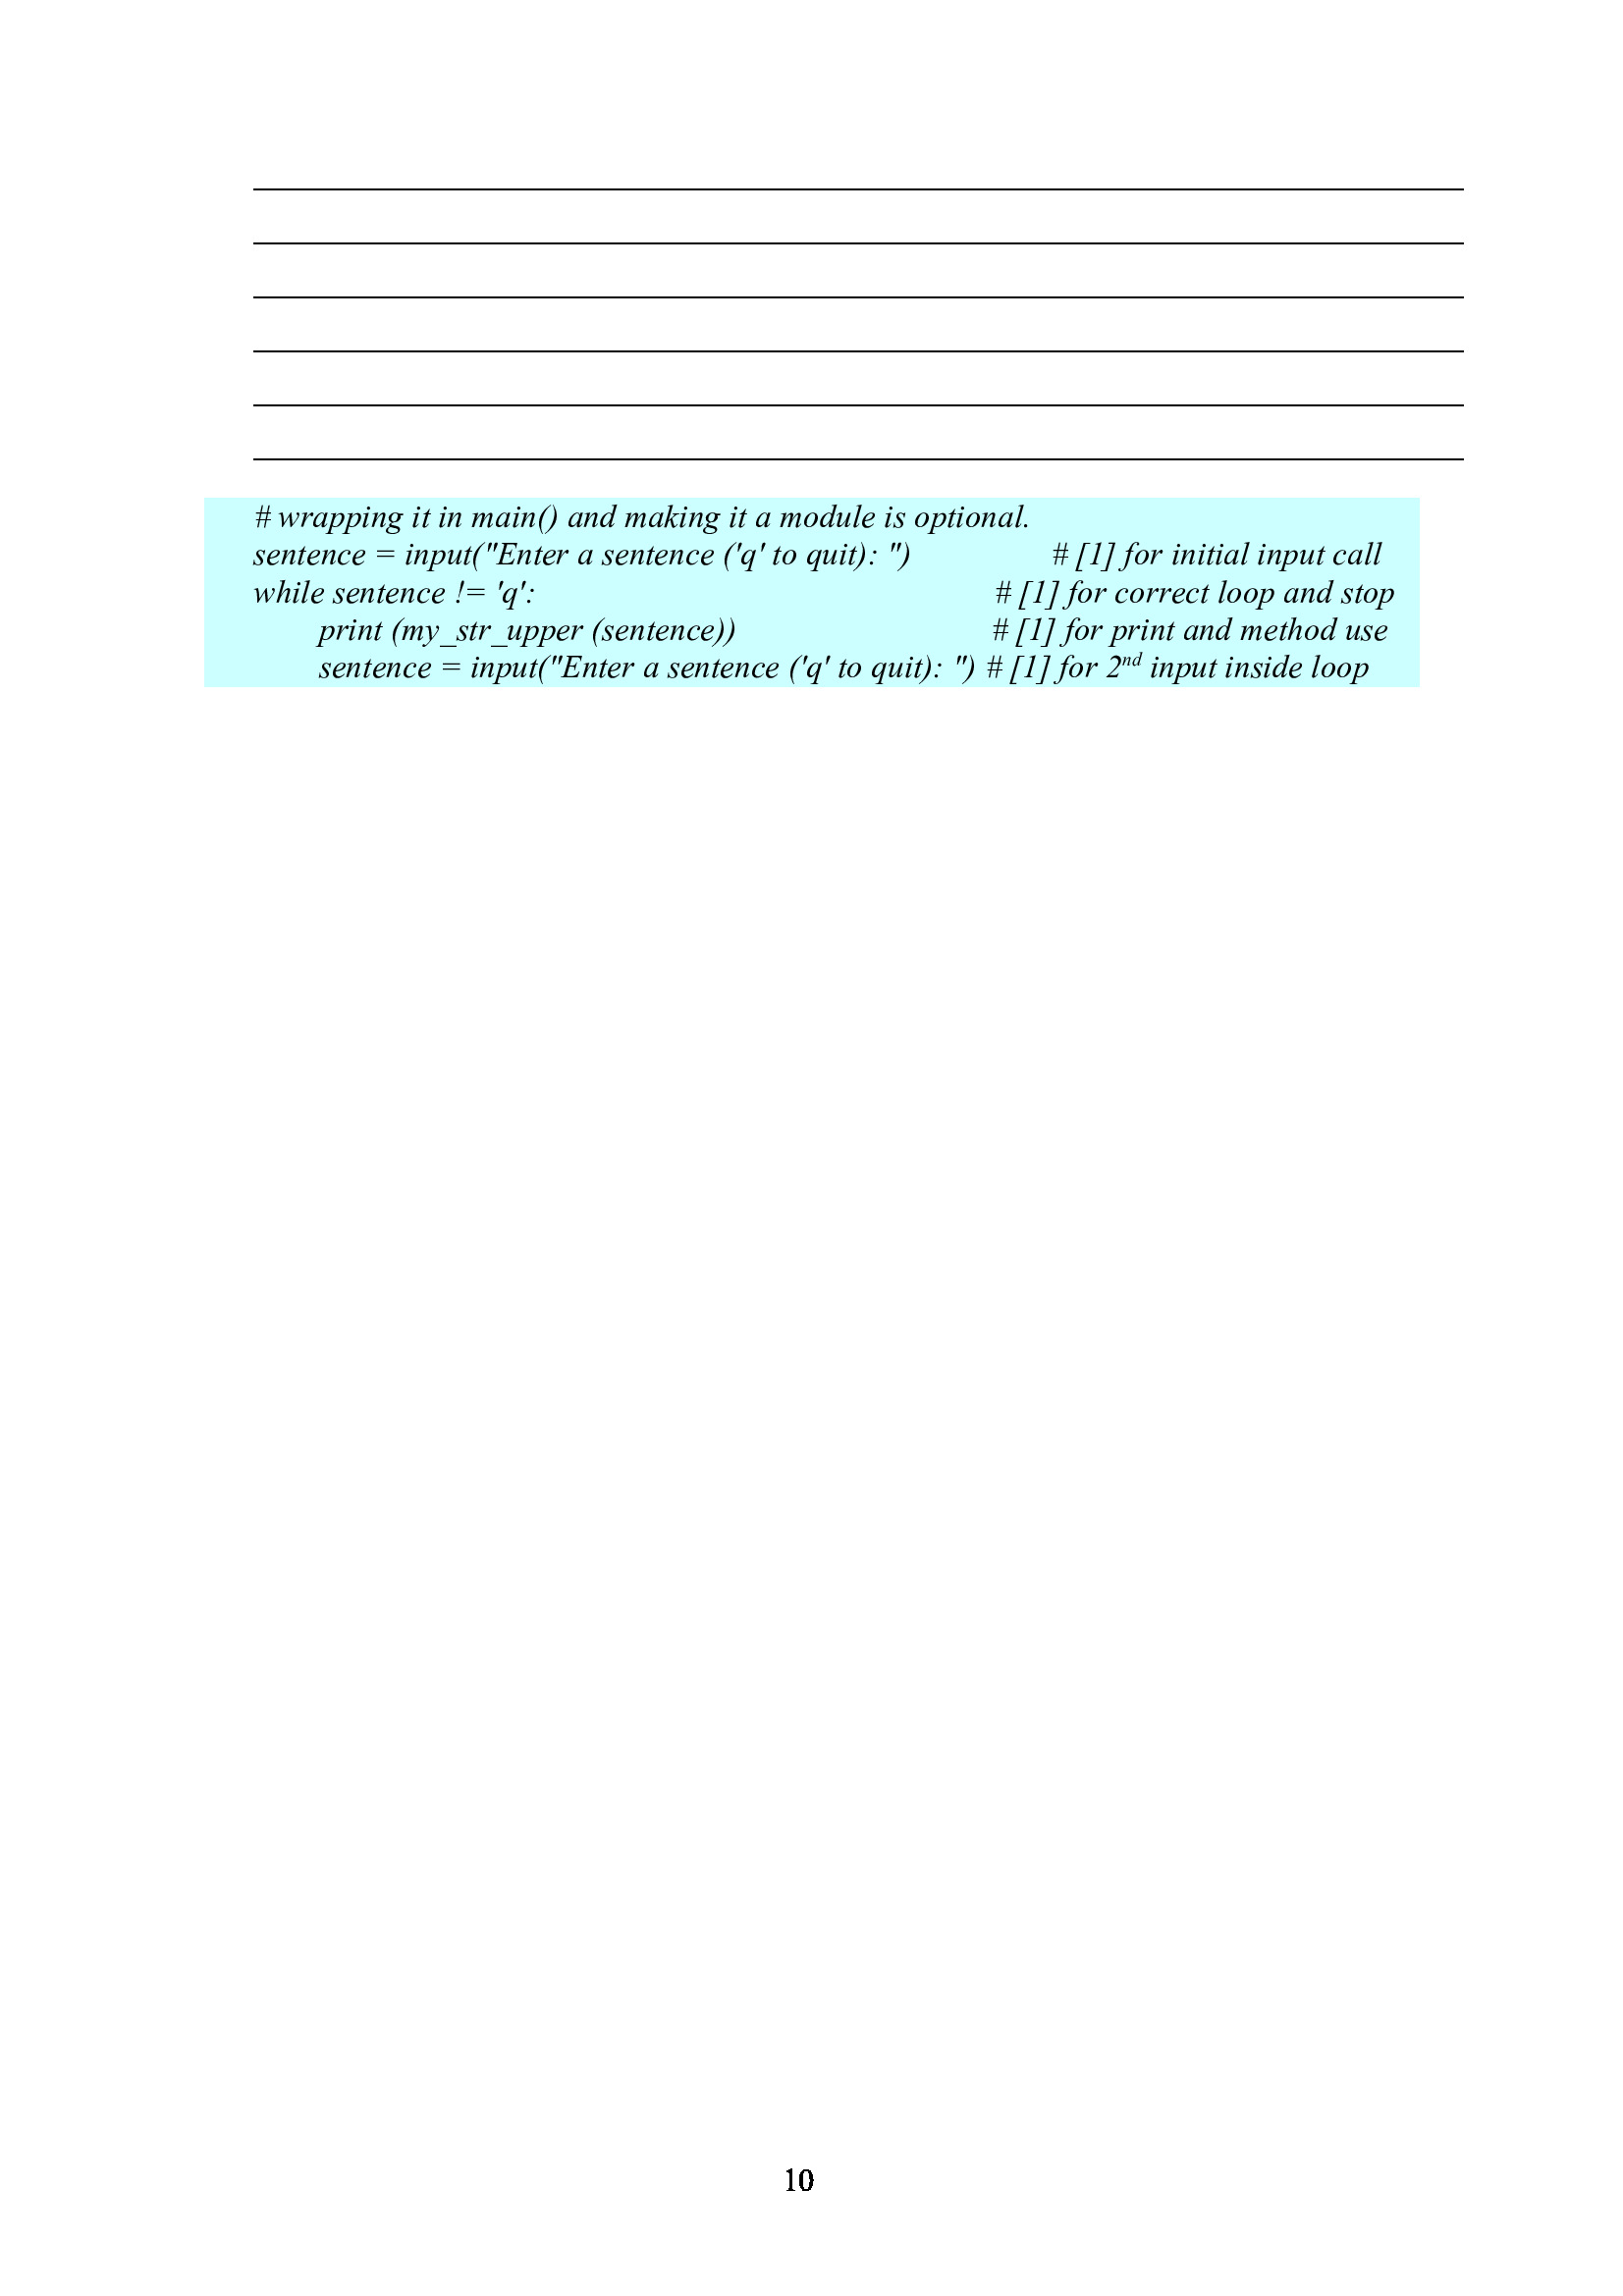 # wrapping it in main() and making it a module is optional.
sentence = input("Enter a sentence ('q' to quit): ") # [1] for initial input call
while sentence != 'q': # [1] for correct loop and stop
print (my_str_upper (sentence)) # [1] for print and method use
sentence = input("Enter a sentence ('q' to quit): ") # [1] for 2nd input inside loop
10